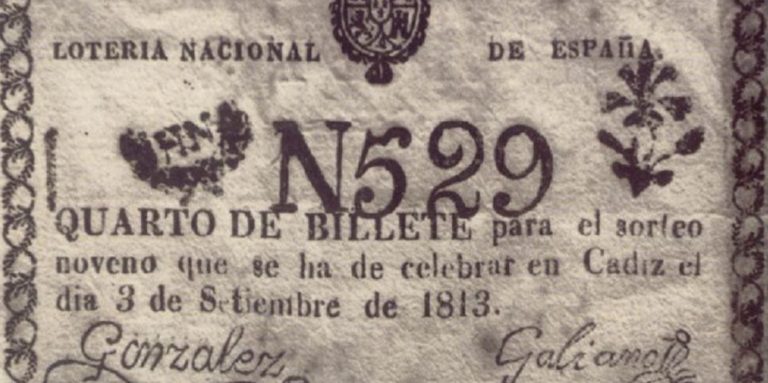 LOTERIA NACIONAL DE ESPAÑA.
N529
QUARTO DE BILLETE para el sorteo
noveno que se ha de celebrar en Cadiz el
dia 3 de Setiembre de 1813.
Gonzalez Galiano